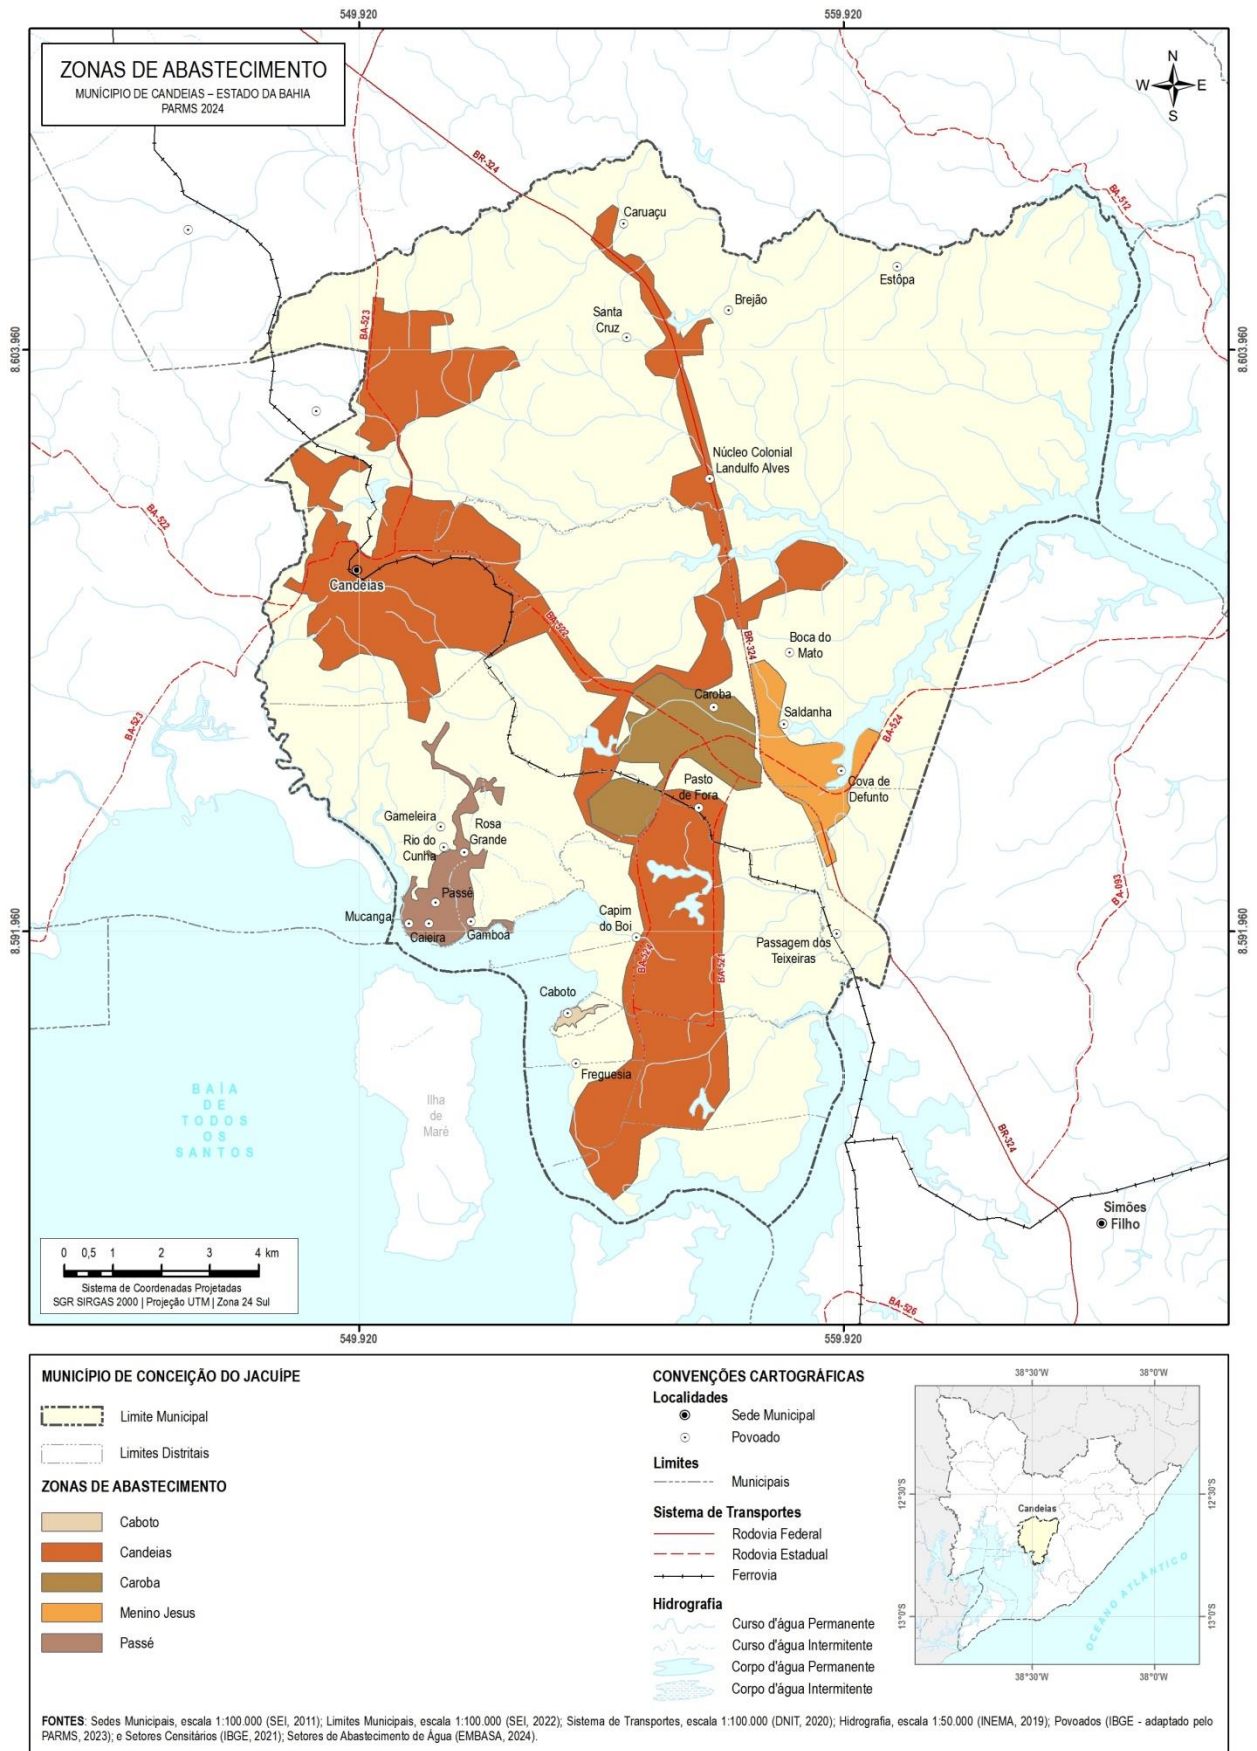 549.920
559.920
ZONAS DE ABASTECIMENTO
MUNÍCIPIO DE CANDEIAS – ESTADO DA BAHIA
PARMS 2024
N
W
E
S
BR-324
BA-512
Caruaçu
Estôpa
BA-523
Santa
Cruz
Brejão
8.603.960
8.603.960
Núcleo Colonial
Landulfo Alves
BA-522
Candeias
BA-522
BR-324
Boca do
Mato
Caroba
Saldanha
BA-523
BA-524
Pasto
de Fora
Cova de
Defunto
Gameleira
Rosa
Grande
Rio do
Cunha
BA-093
Passé
Mucanga
Caieira
Gamboa
Capim
do Boi
8.591.960
8.591.960
BA-524
BA-521
Passagem dos
Teixeiras
Caboto
Freguesia
BAÍA
DE
TODOS
OS
SANTOS
Ilha
de
Maré
BR-324
Simões
Filho
0 0,5 1 2 3 4 km
Sistema de Coordenadas Projetadas
SGR SIRGAS 2000 | Projeção UTM | Zona 24 Sul
BA-526
549.920
559.920
MUNICÍPIO DE CONCEIÇÃO DO JACUÍPE
Limite Municipal
Limites Distritais
ZONAS DE ABASTECIMENTO
Caboto
Candeias
Caroba
Menino Jesus
Passé
CONVENÇÕES CARTOGRÁFICAS
Localidades
Sede Municipal
Povoado
Limites
Municipais
Sistema de Transportes
Rodovia Federal
Rodovia Estadual
Ferrovia
Hidrografia
Curso d'água Permanente
Curso d'água Intermitente
Corpo d'água Permanente
Corpo d'água Intermitente
38°30'W
38°0'W
12°30'S
12°30'S
Candeias
OCEANO ATLÂNTICO
13°0'S
13°0'S
38°30'W
38°0'W
FONTES: Sedes Municipais, escala 1:100.000 (SEI, 2011); Limites Municipais, escala 1:100.000 (SEI, 2022); Sistema de Transportes, escala 1:100.000 (DNIT, 2020); Hidrografia, escala 1:50.000 (INEMA, 2019); Povoados (IBGE - adaptado pelo
PARMS, 2023); e Setores Censitários (IBGE, 2021); Setores de Abastecimento de Água (EMBASA, 2024).